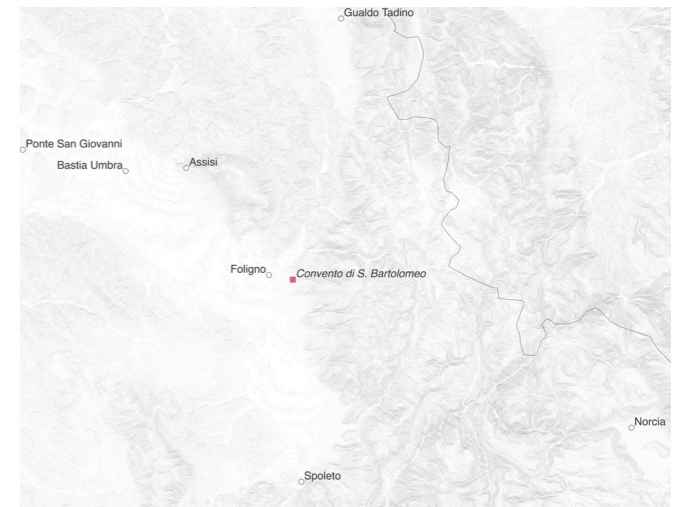 Gualdo Tadino
Ponte San Giovanni
Bastia Umbra
Assisi
Foligno
Convento di S. Bartolomeo
Norcia
Spoleto